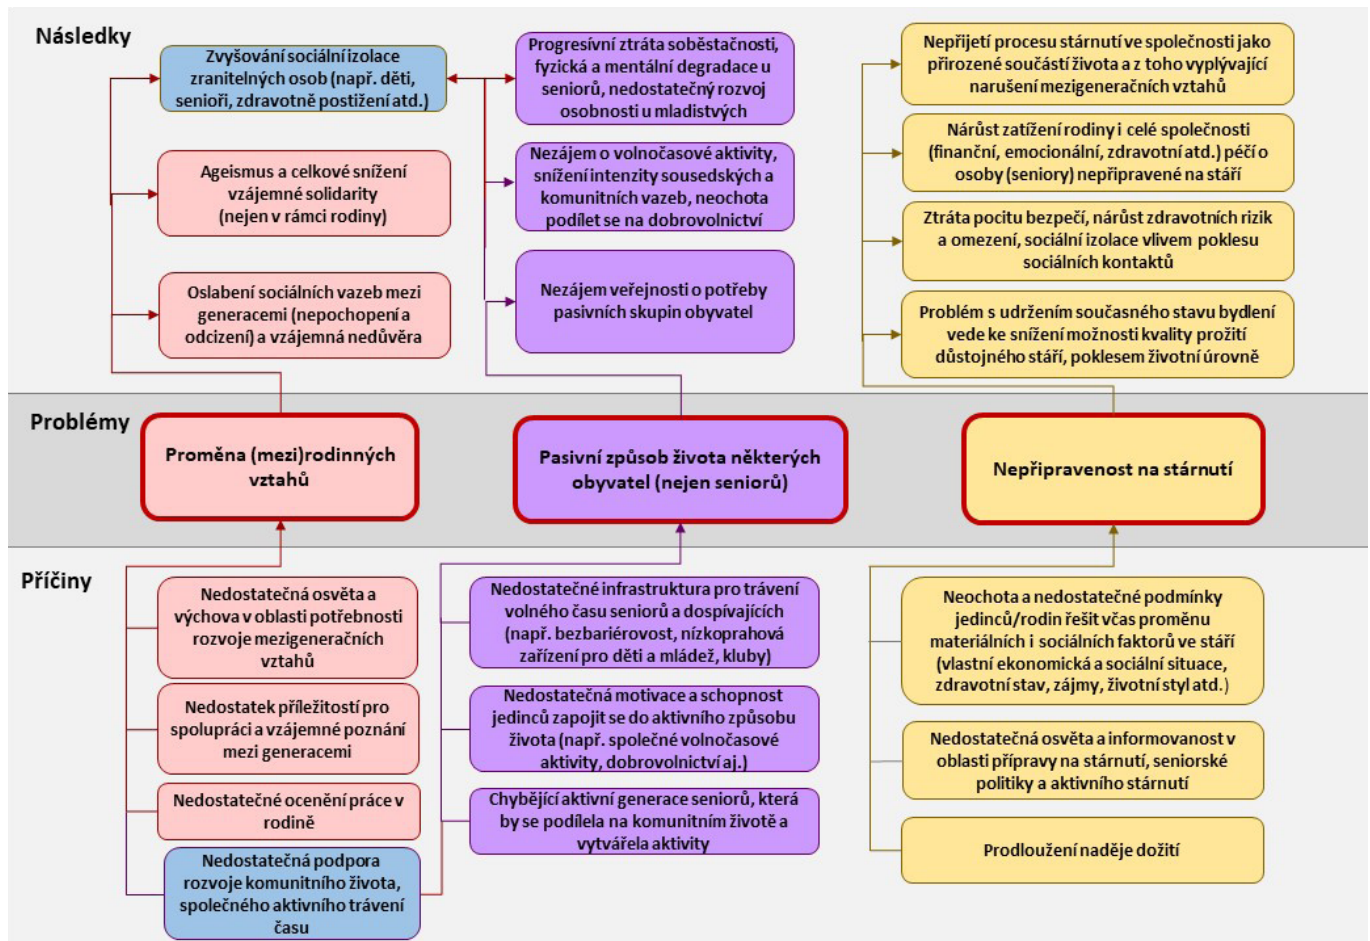 Následky
Zvyšování sociální izolace
zranitelných osob (např. děti,
senioři, zdravotně postižení atd.)
Ageismus a celkové snížení
vzájemné solidarity
(nejen v rámci rodiny)
Oslabení sociálních vazeb mezi
generacemi (nepochopení a
odcizení) a vzájemná nedůvěra
Progresívní ztráta soběstačnosti,
fyzická a mentální degradace u
seniorů, nedostatečný rozvoj
osobnosti u mladistvých
Nezájem o volnočasové aktivity,
snížení intenzity sousedských a
komunitních vazeb, neochota
podílet se na dobrovolnictví
Nezájem veřejnosti o potřeby
pasivních skupin obyvatel
Nepřijetí procesu stárnutí ve společnosti jako
přirozené součástí života a z toho vyplývající
narušení mezigeneračních vztahů
Nárůst zatížení rodiny i celé společnosti
(finanční, emocionální, zdravotní atd.) péčí o
osoby (seniory) nepřipravené na stáří
Ztráta pocitu bezpečí, nárůst zdravotních rizik
a omezení, sociální izolace vlivem poklesu
sociálních kontaktů
Problém s udržením současného stavu bydlení
vede ke snížení možnosti kvality prožití
důstojného stáří, poklesem životní úrovně
Problémy
Proměna (mezi)rodinných
vztahů
Pasivní způsob života některých
obyvatel (nejen seniorů)
Nepřipravenost na stárnutí
Příčiny
Nedostatečná osvěta a
výchova v oblasti potřebnosti
rozvoje mezigeneračních
vztahů
Nedostatek příležitostí pro
spolupráci a vzájemné poznání
mezi generacemi
Nedostatečné ocenění práce v
rodině
Nedostatečná podpora
rozvoje komunitního života,
společného aktivního trávení
času
Nedostatečné infrastruktura pro trávení
volného času seniorů a dospívajících
(např. bezbariérovost, nízkoprahová
zařízení pro děti a mládež, kluby)
Nedostatečná motivace a schopnost
jedinců zapojit se do aktivního způsobu
života (např. společné volnočasové
aktivity, dobrovolnictví aj.)
Chybějící aktivní generace seniorů, která
by se podílela na komunitním životě a
vytvářela aktivity
Neochota a nedostatečné podmínky
jedinců/rodin řešit včas proměnu
materiálních i sociálních faktorů ve stáří
(vlastní ekonomická a sociální situace,
zdravotní stav, zájmy, životní styl atd.)
Nedostatečná osvěta a informovanost v
oblasti přípravy na stárnutí, seniorské
politiky a aktivního stárnutí
Prodloužení naděje dožití